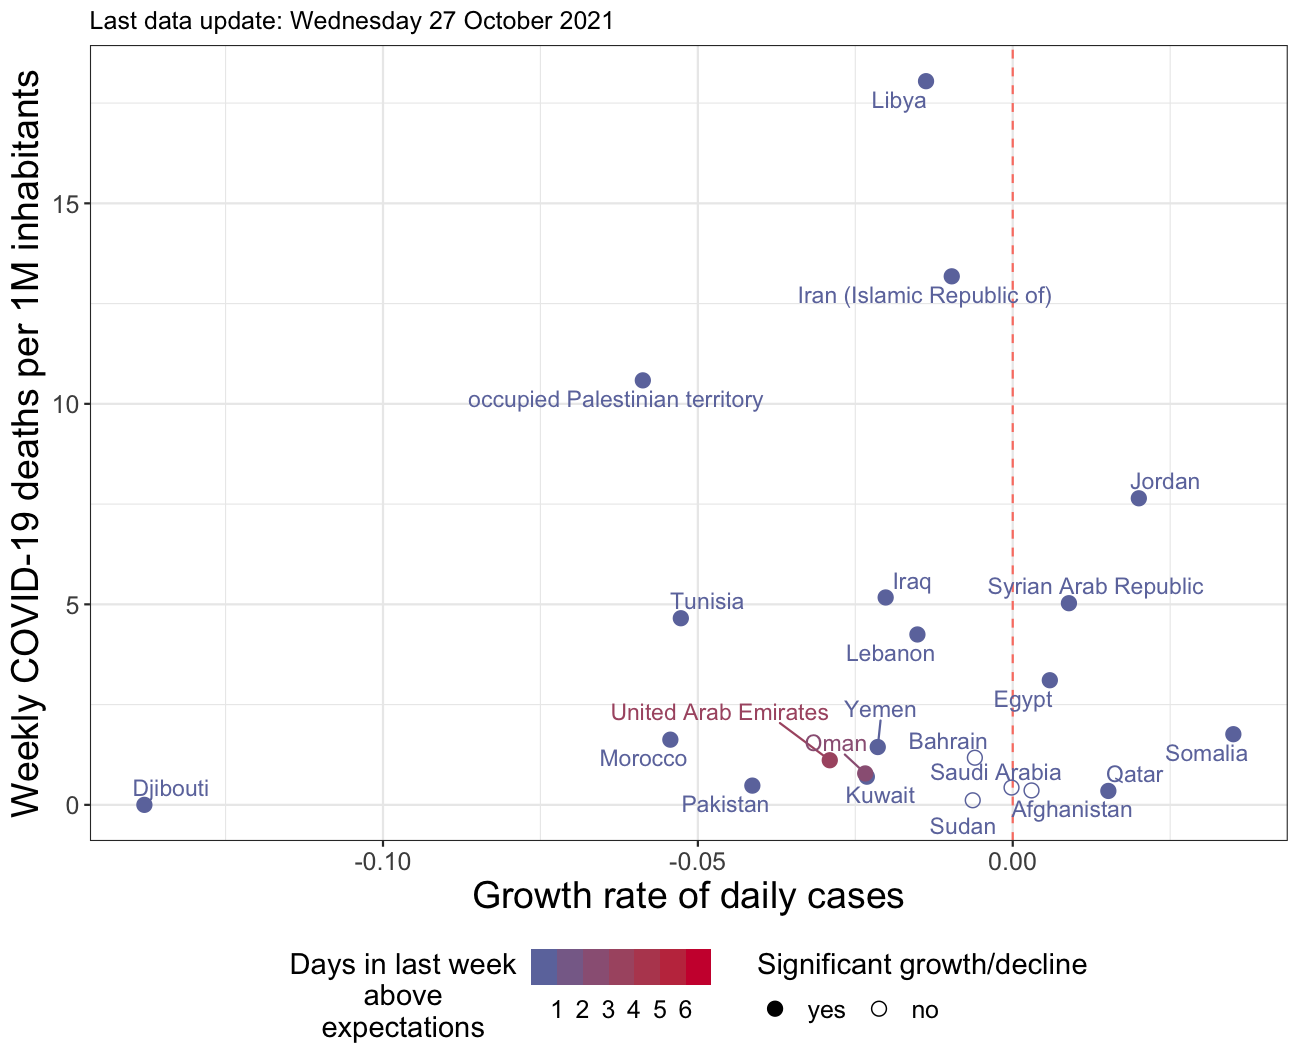 Last data update: Wednesday 27 October 2021
Weekly COVID-19 deaths per 1M inhabitants
15
10
5
0
Libya
Iran (Islamic Republic of)
occupied Palestinian territory
Jordan
Iraq
Syrian Arab Republic
Tunisia
Lebanon
Egypt
United Arab Emirates
Yemen
Oman
Bahrain
Morocco
Somalia
Saudi Arabia
Qatar
Djibouti
Kuwait
Pakistan
Afghanistan
Sudan
-0.10
-0.05
0.00
Growth rate of daily cases
Days in last week
above
expectations
1 2 3 4 5 6
Significant growth/decline
yes
no